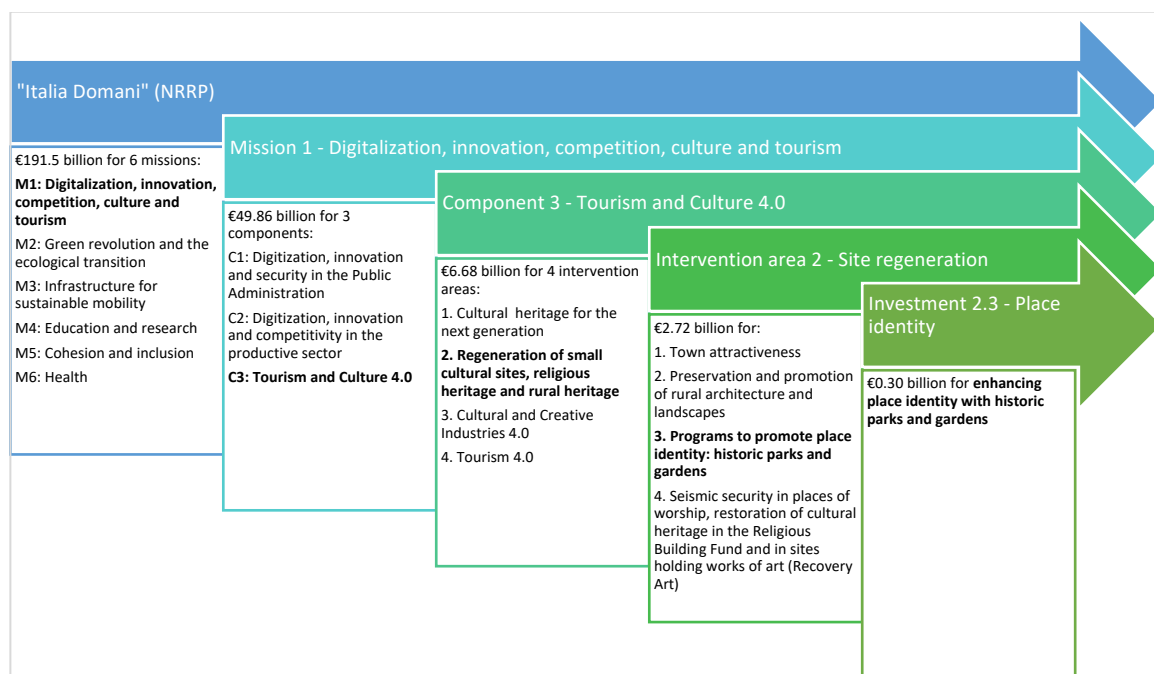 "Italia Domani" (NRRP)
€191.5 billion for 6 missions:
M1: Digitalization, innovation,
competition, culture and
tourism
M2: Green revolution and the
ecological transition
M3: Infrastructure for
sustainable mobility
M4: Education and research
M5: Cohesion and inclusion
M6: Health
Mission 1 - Digitalization, innovation, competition, culture and tourism
€49.86 billion for 3
components:
C1: Digitization, innovation
and security in the Public
Administration
C2: Digitization, innovation
and competitivity in the
productive sector
C3: Tourism and Culture 4.0
Component 3 - Tourism and Culture 4.0
€6.68 billion for 4 intervention
areas:
1. Cultural heritage for the
next generation
2. Regeneration of small
cultural sites, religious
heritage and rural heritage
3. Cultural and Creative
Industries 4.0
4. Tourism 4.0
Intervention area 2 - Site regeneration
€2.72 billion for:
1. Town attractiveness
2. Preservation and promotion
of rural architecture and
landscapes
3. Programs to promote place
identity: historic parks and
gardens
4. Seismic security in places of
worship, restoration of cultural
heritage in the Religious
Building Fund and in sites
holding works of art (Recovery
Art)
Investment 2.3 - Place
identity
€0.30 billion for enhancing
place identity with historic
parks and gardens